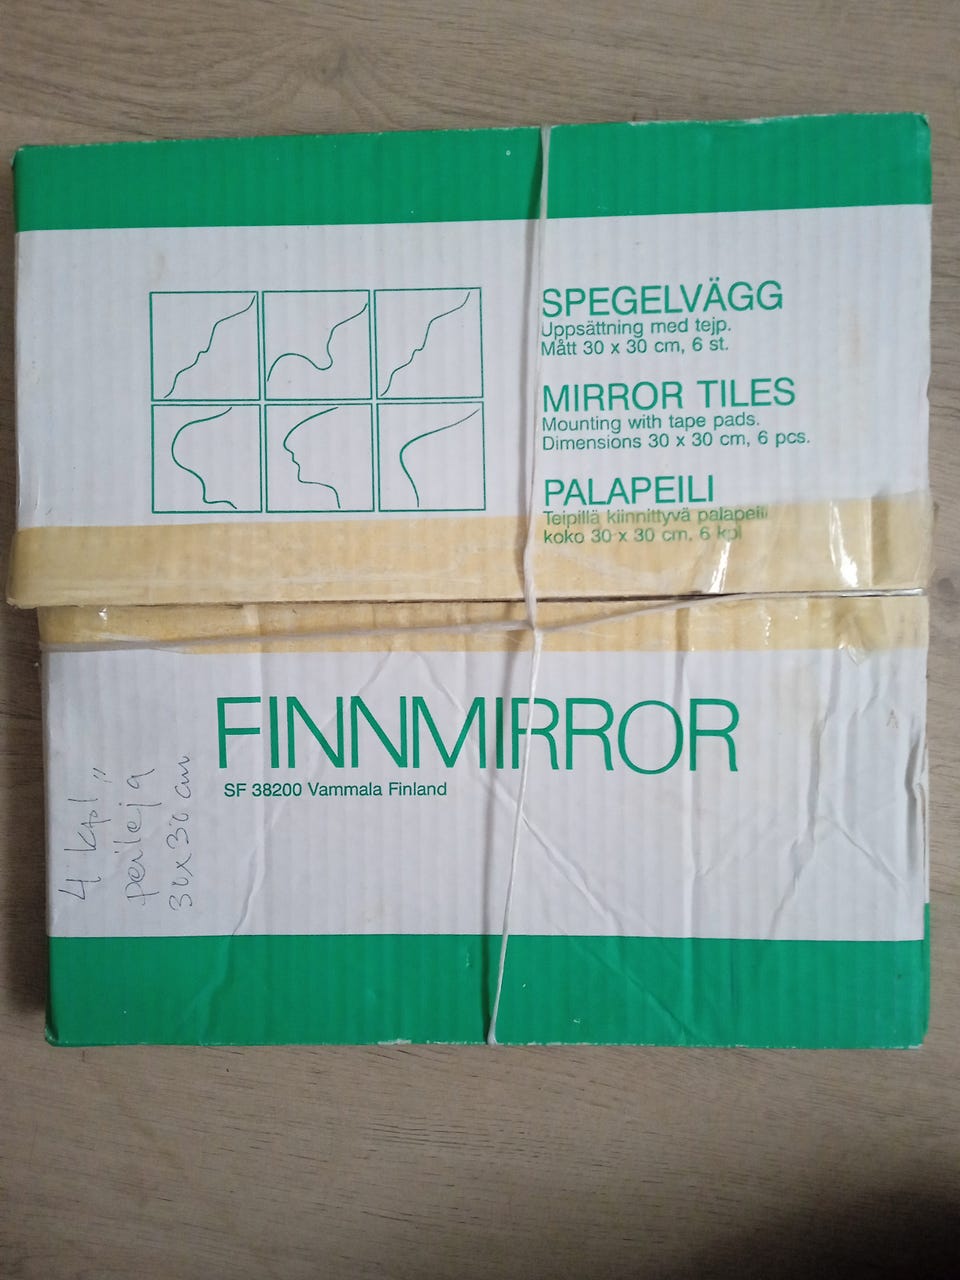 SPEGELVÄGG
Uppsättning med tejp.
Mått 30 x 30 cm, 6 st.
MIRROR TILES
Mounting with tape pads.
Dimensions 30 x 30 cm, 6 pcs.
PALAPEILI
Teipillä kiinnittyvä palapeili
koko 30 x 30 cm, 6 kpl
FINNMIRROR
SF 38200 Vammala Finland
4 kpl
peilejä
30x30 cm